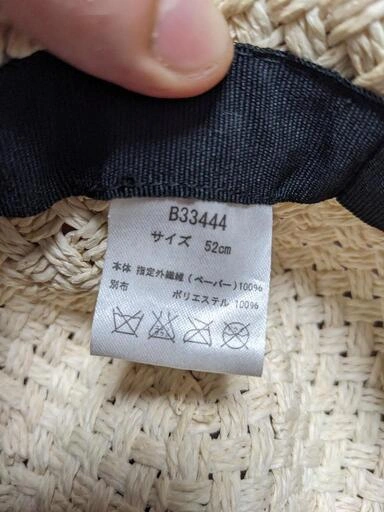 B33444
サイズ 52cm
本体 指定外繊維(ペーパー)100%
別布 ポリエステル 100%